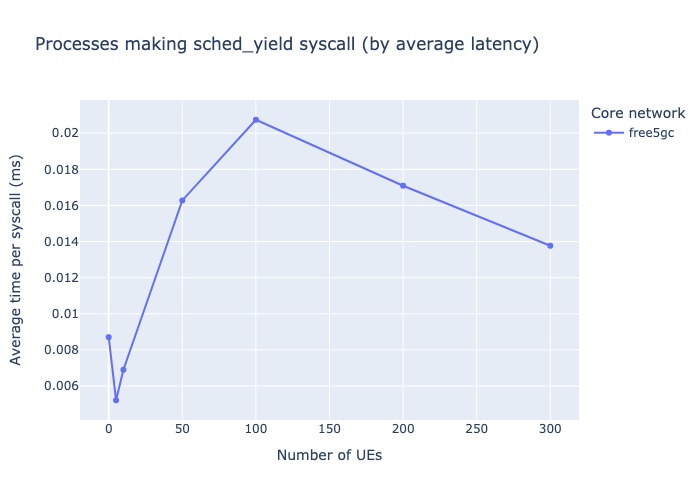 Processes making sched_yield syscall (by average latency)
Core network
free5gc
Average time per syscall (ms)
0.02
0.018
0.016
0.014
0.012
0.01
0.008
0.006
0 50 100 150 200 250 300
Number of UEs